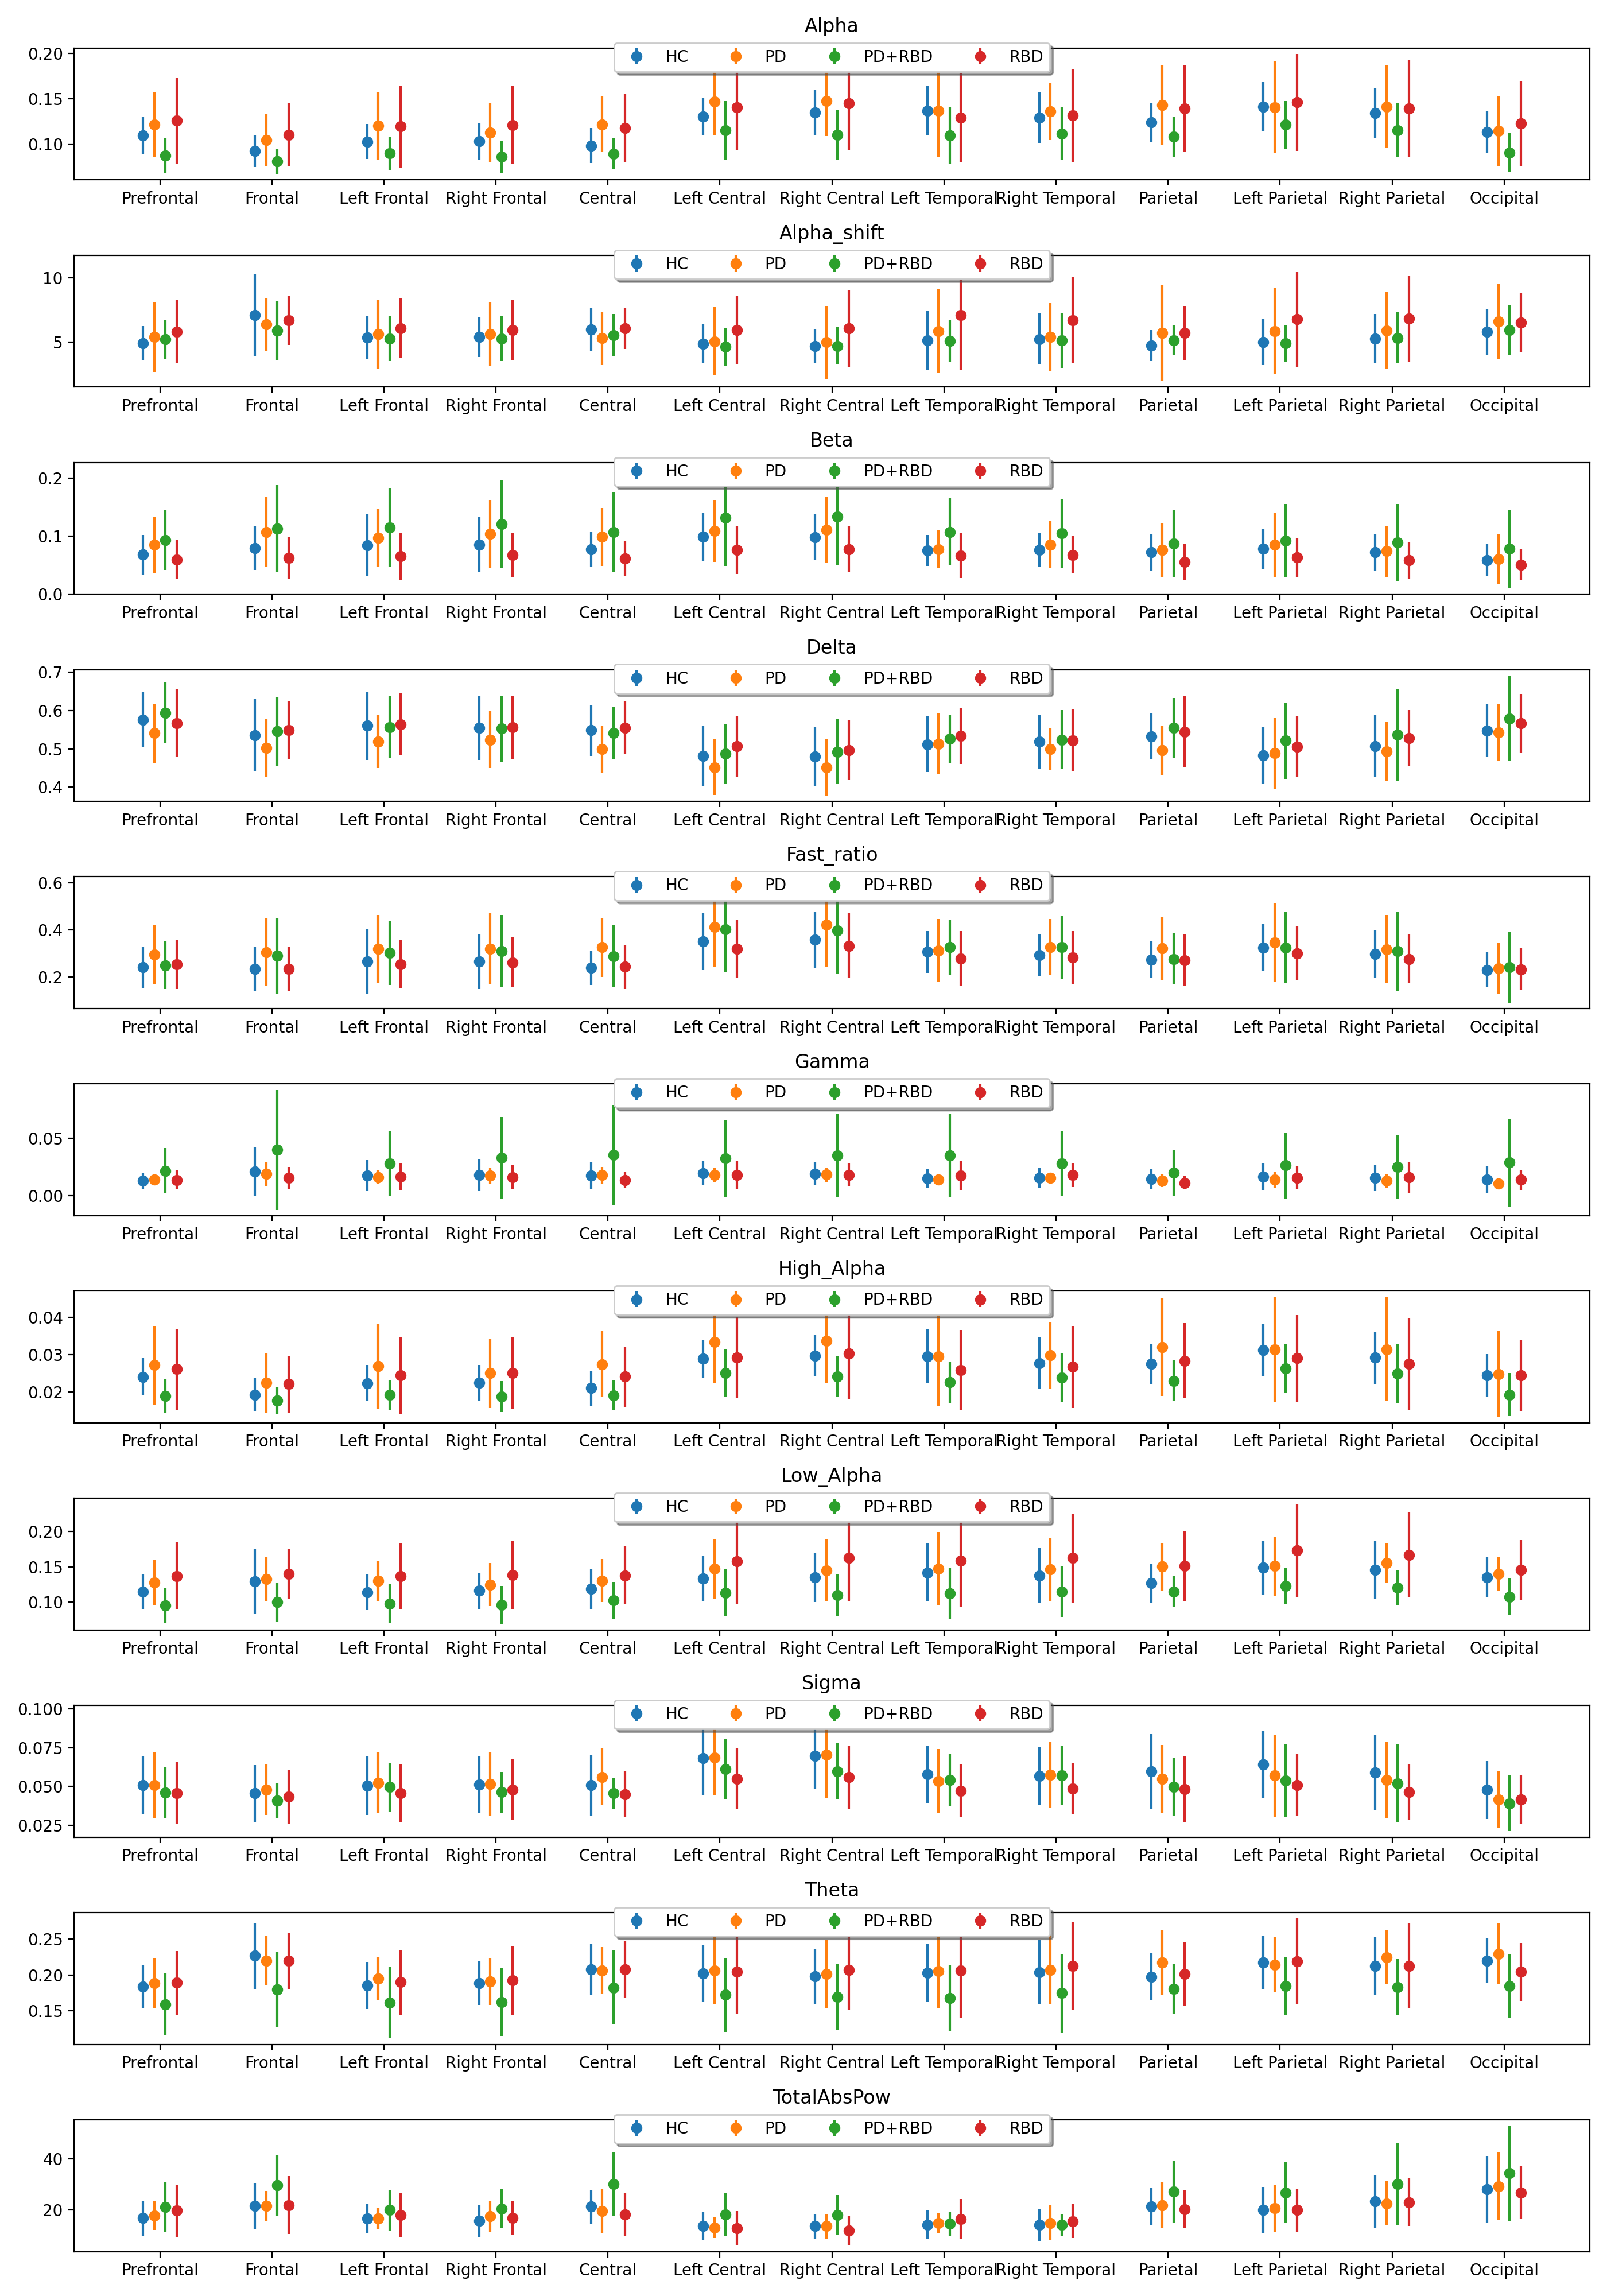 Alpha
HC PD PD+RBD RBD
0.20
0.15
0.10
Prefrontal Frontal Left Frontal Right Frontal Central Left Central Right Central Left Temporal Right Temporal Parietal Left Parietal Right Parietal Occipital
Alpha_shift
HC PD PD+RBD RBD
10
5
Prefrontal Frontal Left Frontal Right Frontal Central Left Central Right Central Left Temporal Right Temporal Parietal Left Parietal Right Parietal Occipital
Beta
HC PD PD+RBD RBD
0.2
0.1
0.0
Prefrontal Frontal Left Frontal Right Frontal Central Left Central Right Central Left Temporal Right Temporal Parietal Left Parietal Right Parietal Occipital
Delta
HC PD PD+RBD RBD
0.7
0.6
0.5
0.4
Prefrontal Frontal Left Frontal Right Frontal Central Left Central Right Central Left Temporal Right Temporal Parietal Left Parietal Right Parietal Occipital
Fast_ratio
HC PD PD+RBD RBD
0.6
0.4
0.2
Prefrontal Frontal Left Frontal Right Frontal Central Left Central Right Central Left Temporal Right Temporal Parietal Left Parietal Right Parietal Occipital
Gamma
HC PD PD+RBD RBD
0.05
0.00
Prefrontal Frontal Left Frontal Right Frontal Central Left Central Right Central Left Temporal Right Temporal Parietal Left Parietal Right Parietal Occipital
High_Alpha
HC PD PD+RBD RBD
0.04
0.03
0.02
Prefrontal Frontal Left Frontal Right Frontal Central Left Central Right Central Left Temporal Right Temporal Parietal Left Parietal Right Parietal Occipital
Low_Alpha
HC PD PD+RBD RBD
0.20
0.15
0.10
Prefrontal Frontal Left Frontal Right Frontal Central Left Central Right Central Left Temporal Right Temporal Parietal Left Parietal Right Parietal Occipital
Sigma
HC PD PD+RBD RBD
0.100
0.075
0.050
0.025
Prefrontal Frontal Left Frontal Right Frontal Central Left Central Right Central Left Temporal Right Temporal Parietal Left Parietal Right Parietal Occipital
Theta
HC PD PD+RBD RBD
0.25
0.20
0.15
Prefrontal Frontal Left Frontal Right Frontal Central Left Central Right Central Left Temporal Right Temporal Parietal Left Parietal Right Parietal Occipital
TotalAbsPow
HC PD PD+RBD RBD
40
20
Prefrontal Frontal Left Frontal Right Frontal Central Left Central Right Central Left Temporal Right Temporal Parietal Left Parietal Right Parietal Occipital